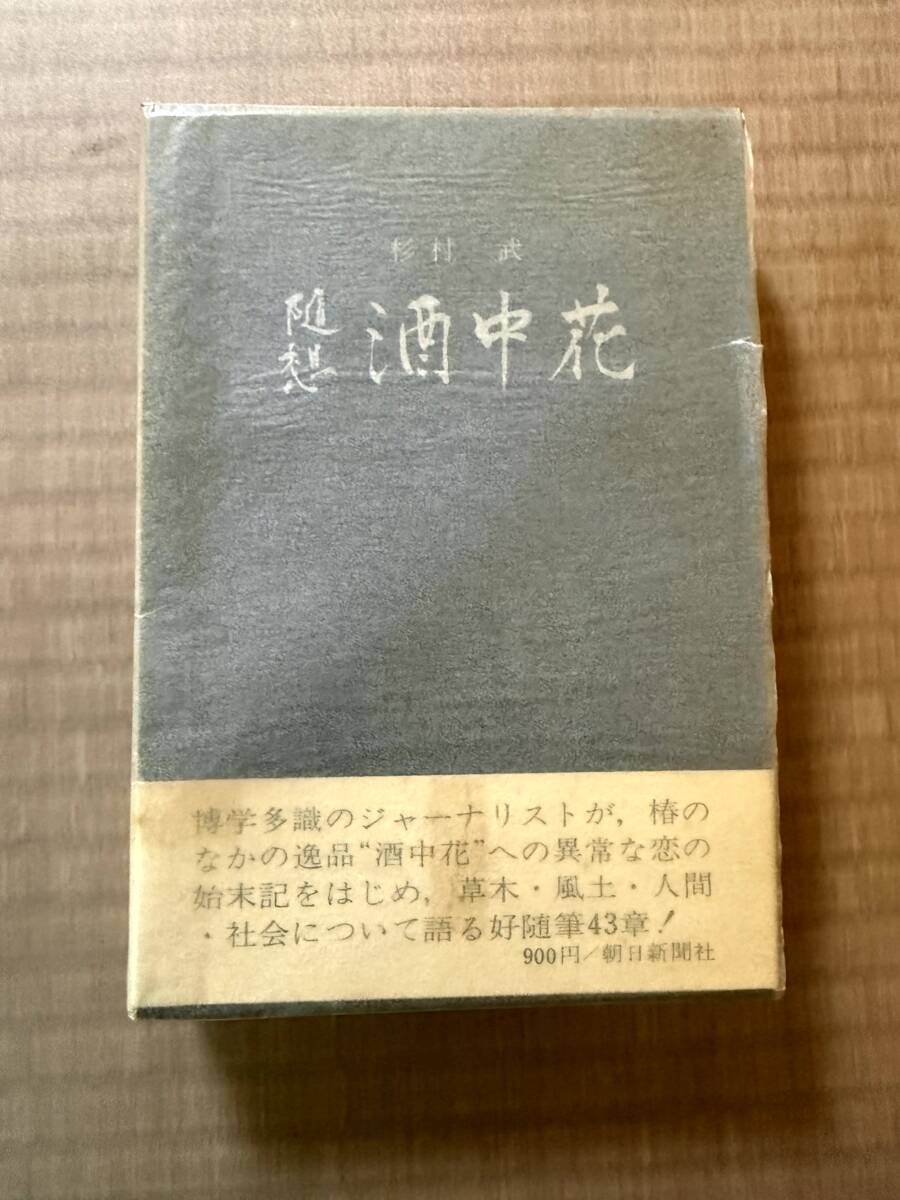 杉村 武
随想 酒中花
博学多識のジャーナリストが，椿の
なかの逸品“酒中花”への異常な恋の
始末記をはじめ，草木・風土・人間
・社会について語る好随筆43章！
900円／朝日新聞社